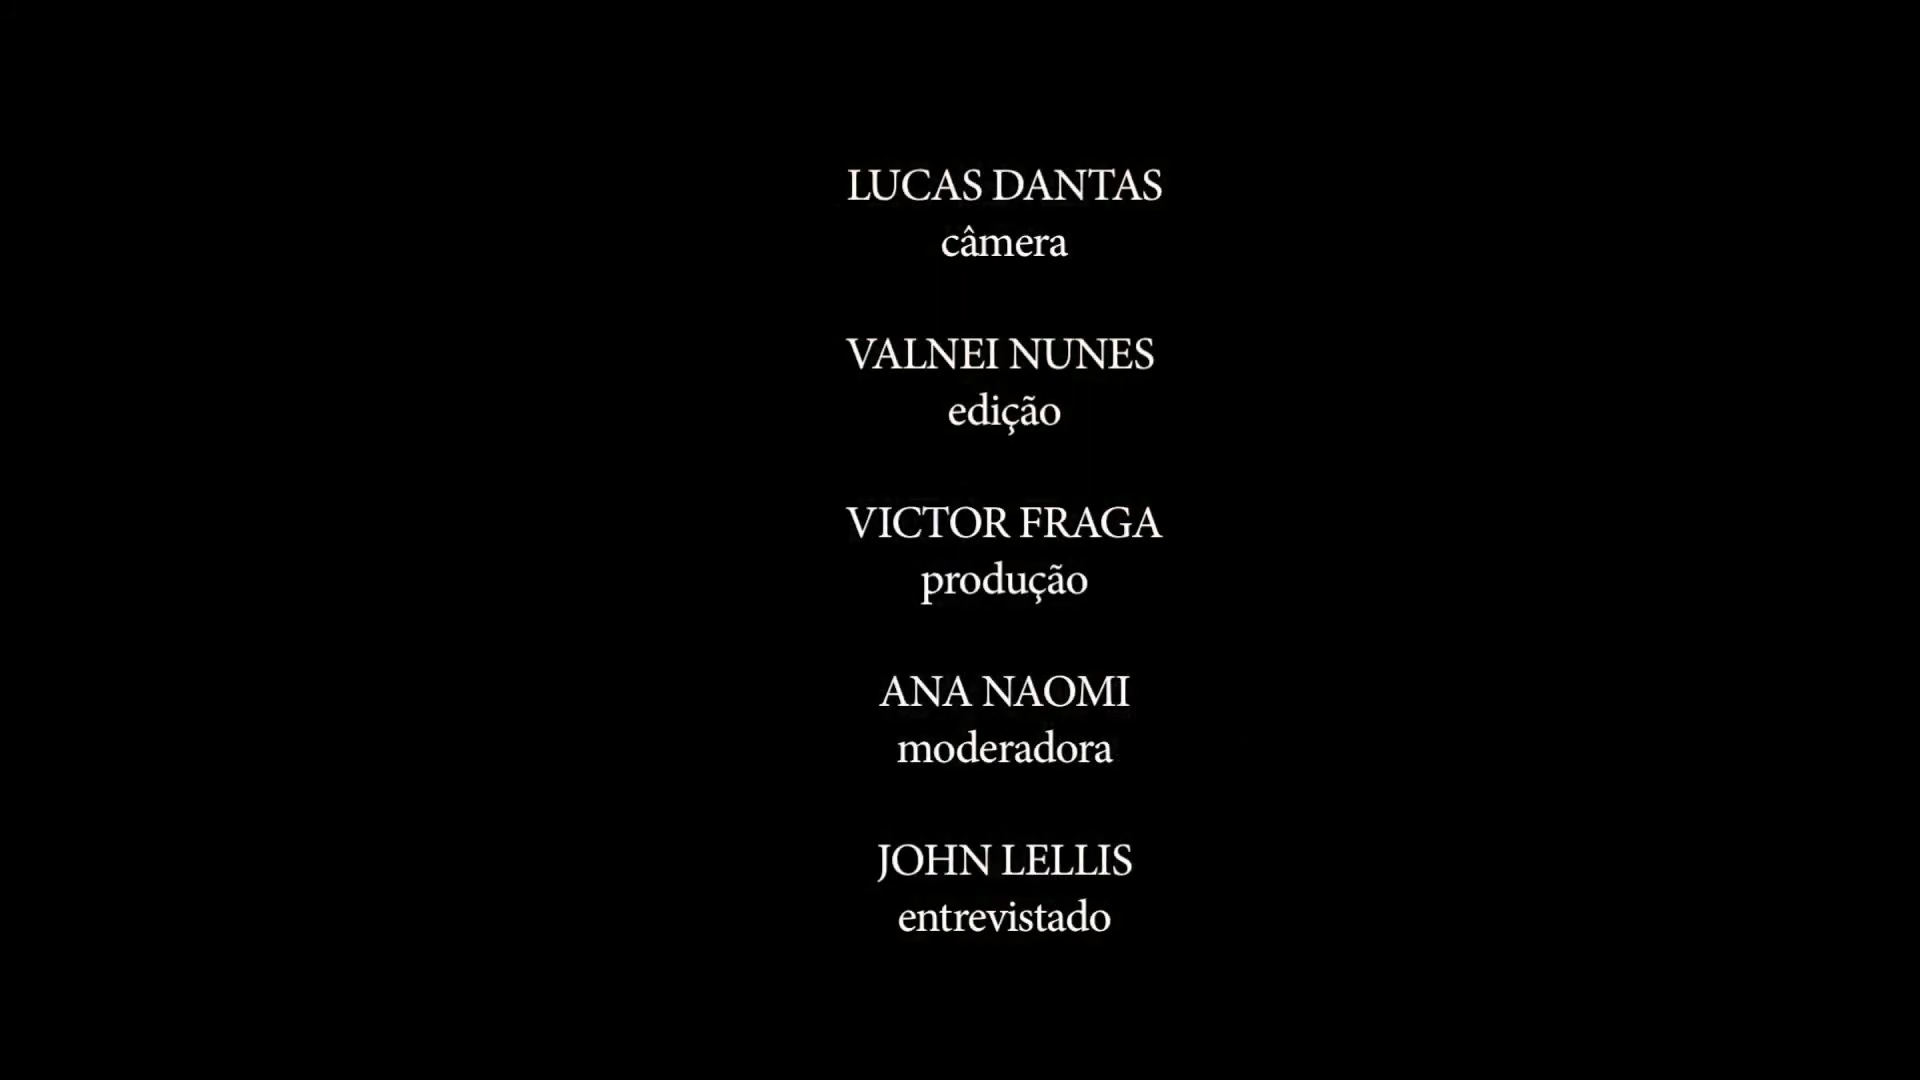 LUCAS DANTAS
câmera
VALNEI NUNES
edição
VICTOR FRAGA
produção
ANA NAOMI
moderadora
JOHN LELLIS
entrevistado